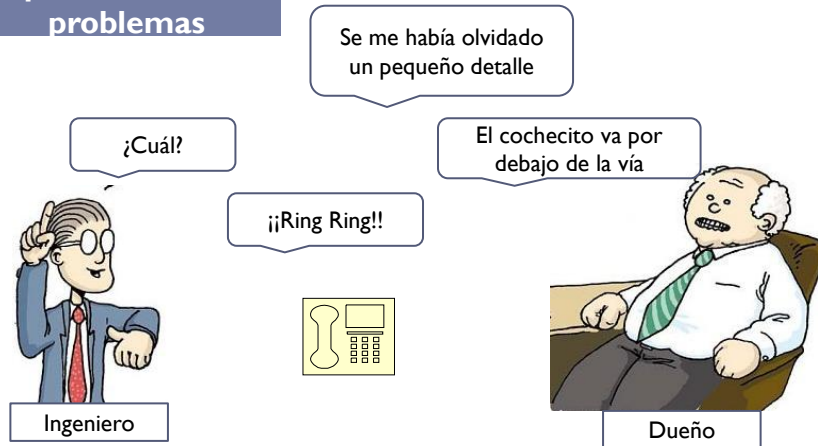 problemas
Se me había olvidado
un pequeño detalle
¿Cuál?
El cochecito va por
debajo de la vía
¡¡Ring Ring!!
Ingeniero
Dueño